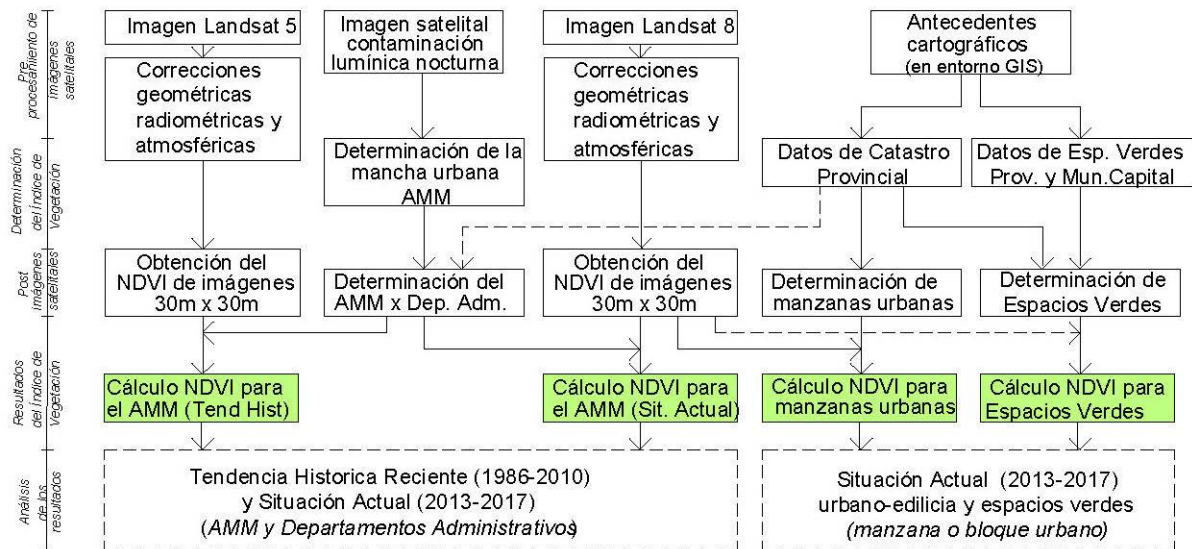 Pre
procesamiento de
Imágenes
satelitales
Imagen Landsat 5
Imagen satelital
contaminación
lumínica nocturna
Imagen Landsat 8
Antecedentes
cartográficos
(en entorno GIS)
Correcciones
geométricas
radiométricas y
atmosféricas
Correcciones
geométricas
radiométricas y
atmosféricas
Determinación
del Índice de
Vegetación
Determinación de la
mancha urbana
AMM
Datos de Catastro
Provincial
Datos de Esp. Verdes
Prov. y Mun.Capital
Post
imágenes
satelitales
Obtención del
NDVI de imágenes
30m x 30m
Determinación del
AMM x Dep. Adm.
Obtención del
NDVI de imágenes
30m x 30m
Determinación de
manzanas urbanas
Determinación de
Espacios Verdes
Resultados
del Índice de
Vegetación
Cálculo NDVI para
el AMM (Tend Hist)
Cálculo NDVI para
el AMM (Sit. Actual)
Cálculo NDVI para
manzanas urbanas
Cálculo NDVI para
Espacios Verdes
Análisis
de los
resultados
Tendencia Historica Reciente (1986-2010)
y Situación Actual (2013-2017)
(AMM y Departamentos Administrativos)
Situación Actual (2013-2017)
urbano-edilicia y espacios verdes
(manzana o bloque urbano)